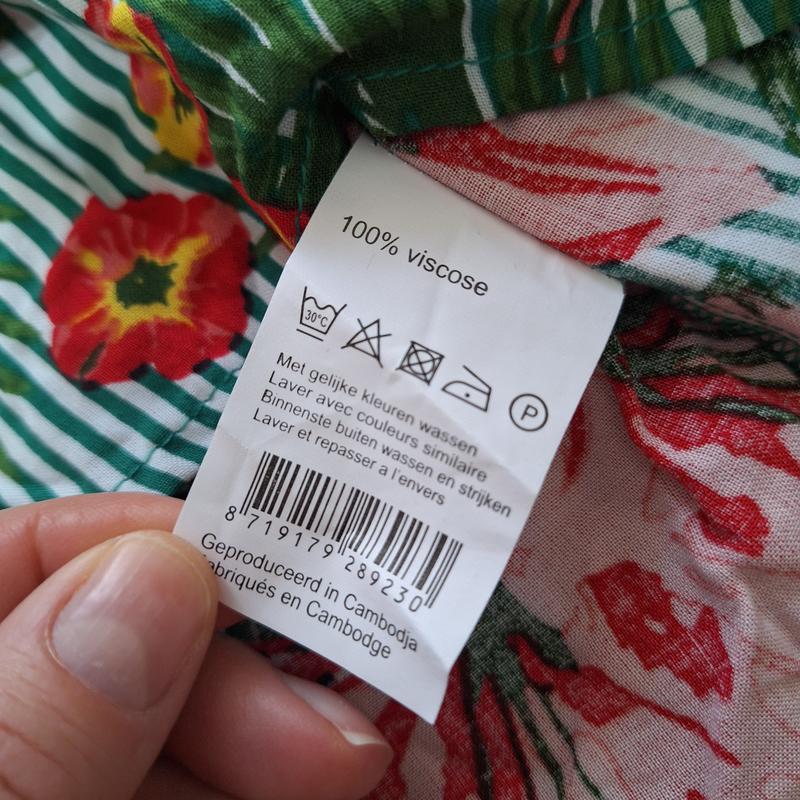 100% viscose
30°C
P
Met gelijke kleuren wassen
Laver avec couleurs similaire
Binnenste buiten wassen en strijken
Laver et repasser a l'envers
8 719179 289230
Geproduceerd in Cambodja
fabriqués en Cambodge